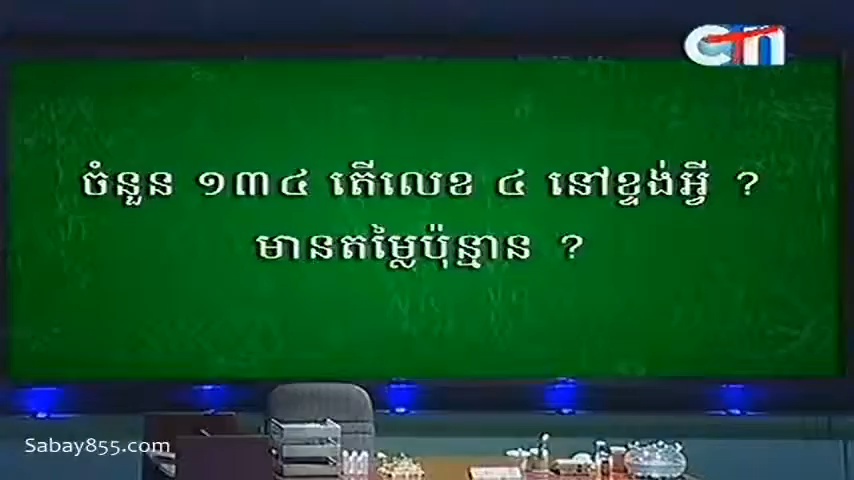 CTN
ចំនួន ១៣៤ តើលេខ ៤ នៅខ្ទង់អ្វី ?
មានតម្លៃប៉ុន្មាន ?
Sabay855.com